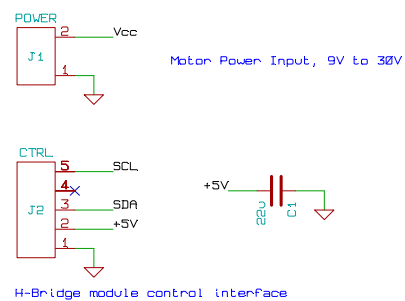 POWER
2 Vcc
J1
1
Motor Power Input, 9V to 30V
CTRL
5 SCL
4
J2
3 SDA
2 +5V
1
+5V
22u
C1
H-Bridge module control interface